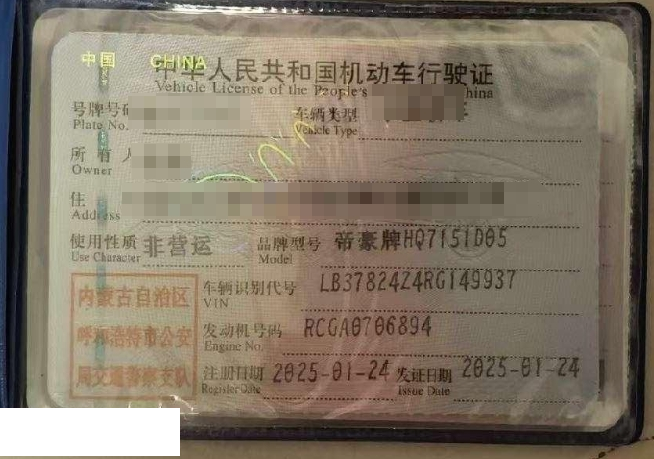 中国 CHINA
中华人民共和国机动车行驶证
Vehicle License of the People's China
号牌号码
Plate No.
车辆类型
Vehicle Type
所有人
Owner
住
Address
使用性质 非营运
Use Character
品牌型号 帝豪牌HQ7151D05
Model
车辆识别代号 LB37824Z4RG149937
VIN
发动机号码 RCGA0706894
Engine No.
注册日期 2025-01-24
Register Date
发证日期 2025-01-24
Issue Date
内蒙古自治区
呼和浩特市公安
局交通警察支队